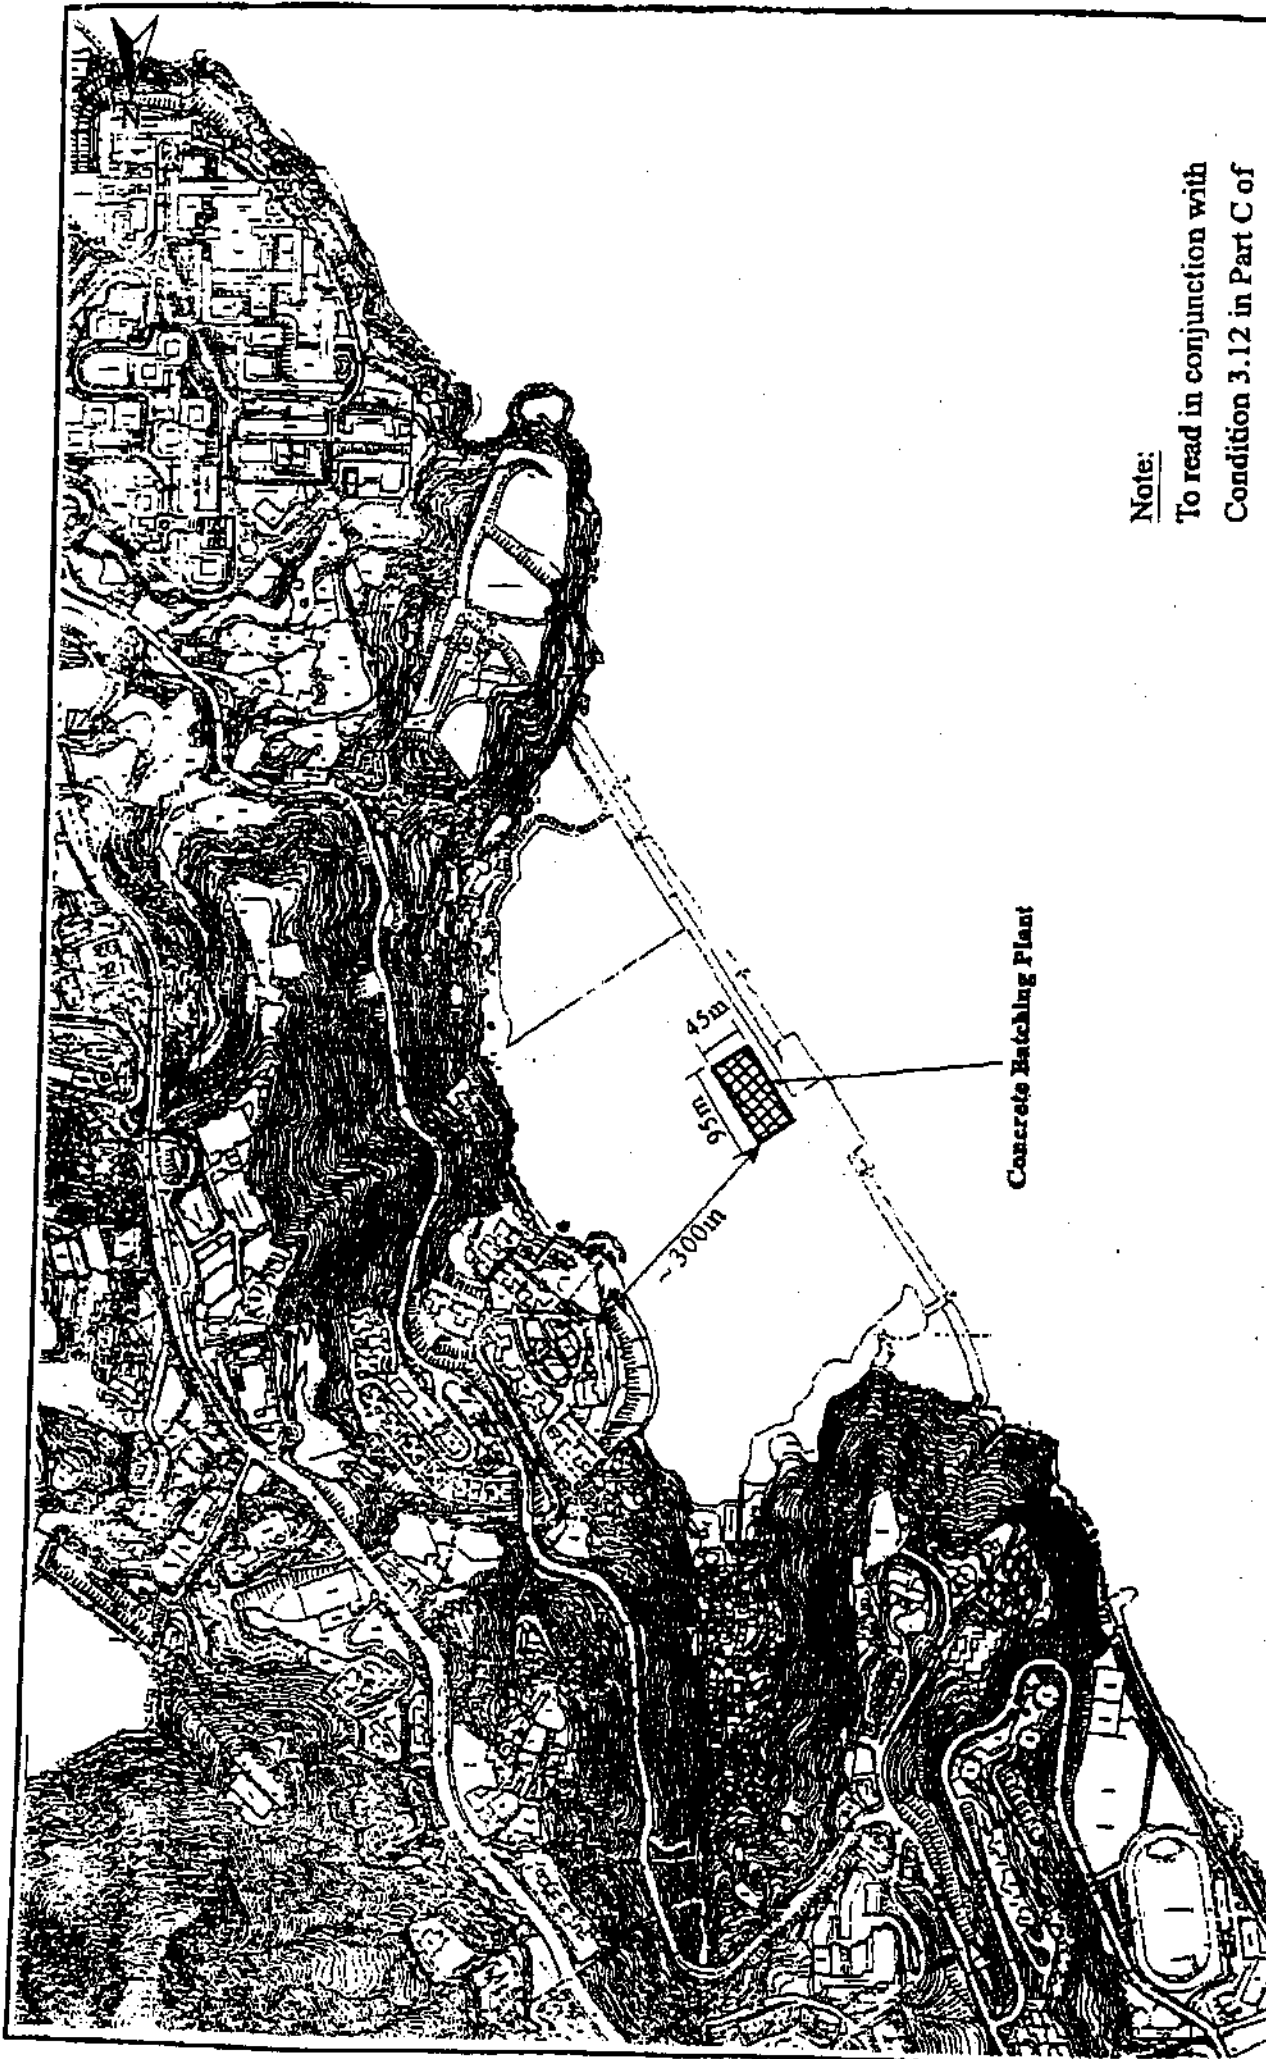 45m
95m
~300m
Concrete Batching Plant
Note:
To read in conjunction with
Condition 3.12 in Part C of